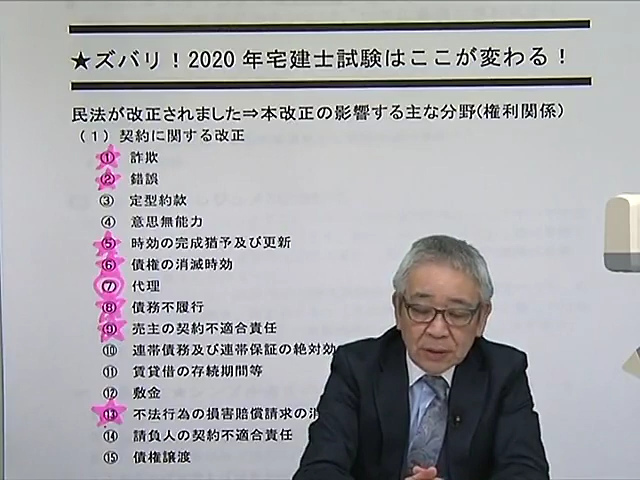 ★ズバリ！2020年宅建士試験はここが変わる！
民法が改正されました⇒本改正の影響する主な分野(権利関係)
（１）契約に関する改正
① 詐欺
② 錯誤
③ 定型約款
④ 意思無能力
⑤ 時効の完成猶予及び更新
⑥ 債権の消滅時効
⑦ 代理
⑧ 債務不履行
⑨ 売主の契約不適合責任
⑩ 連帯債務及び連帯保証の絶対効
⑪ 賃貸借の存続期間等
⑫ 敷金
⑬ 不法行為の損害賠償請求の消
⑭ 請負人の契約不適合責任
⑮ 債権譲渡